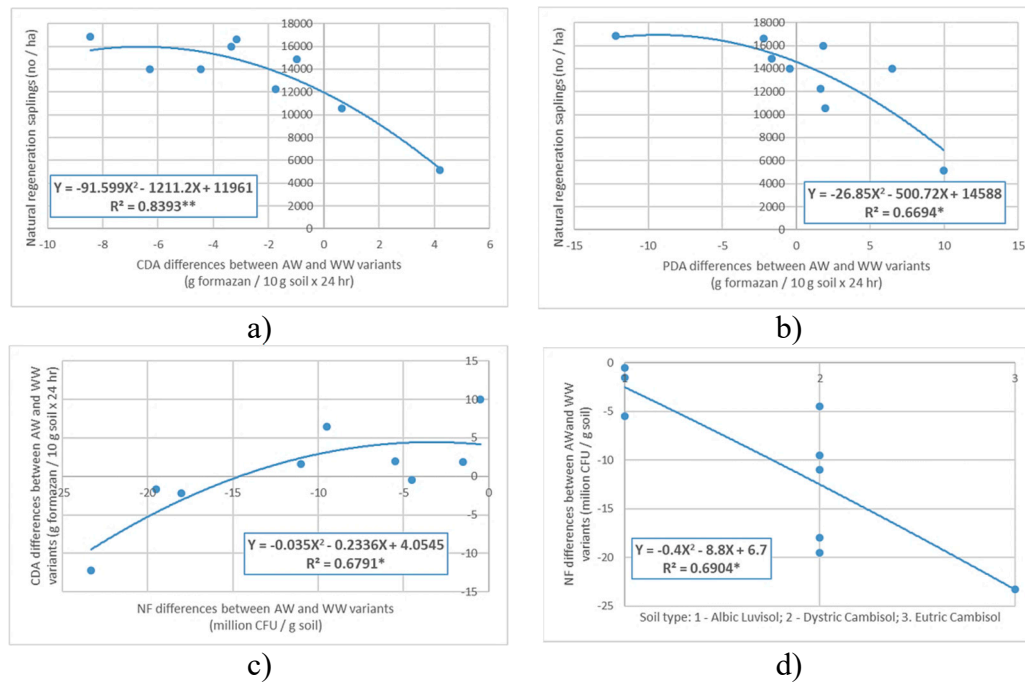 18000
16000
14000
12000
10000
8000
6000
4000
2000
0
Natural regeneration saplings (no / ha)
Y = -91.599X² - 1211.2X + 11961
R² = 0.8393**
-10 -8 -6 -4 -2 0 2 4 6
CDA differences between AW and WW variants
(g formazan / 10 g soil x 24 hr)
a)
18000
16000
14000
12000
10000
8000
6000
4000
2000
0
Natural regeneration saplings (no / ha)
Y = -26.85X² - 500.72X + 14588
R² = 0.6694*
-15 -10 -5 0 5 10 15
PDA differences between AW and WW variants
(g formazan / 10 g soil x 24 hr)
b)
CDA differences between AW and WW
variants (g formazan / 10 g soil x 24 hr)
15
10
5
0
-5
-10
-15
-25 -20 -15 -10 -5 0
Y = -0.035X² - 0.2336X + 4.0545
R² = 0.6791*
NF differences between AW and WW variants
(million CFU / g soil)
c)
NF differences between AWand WW
variants (milion CFU / g soil)
0
-5
-10
-15
-20
-25
1 2 3
Y = -0.4X² - 8.8X + 6.7
R² = 0.6904*
Soil type: 1 - Albic Luvisol; 2 - Dystric Cambisol; 3. Eutric Cambisol
d)